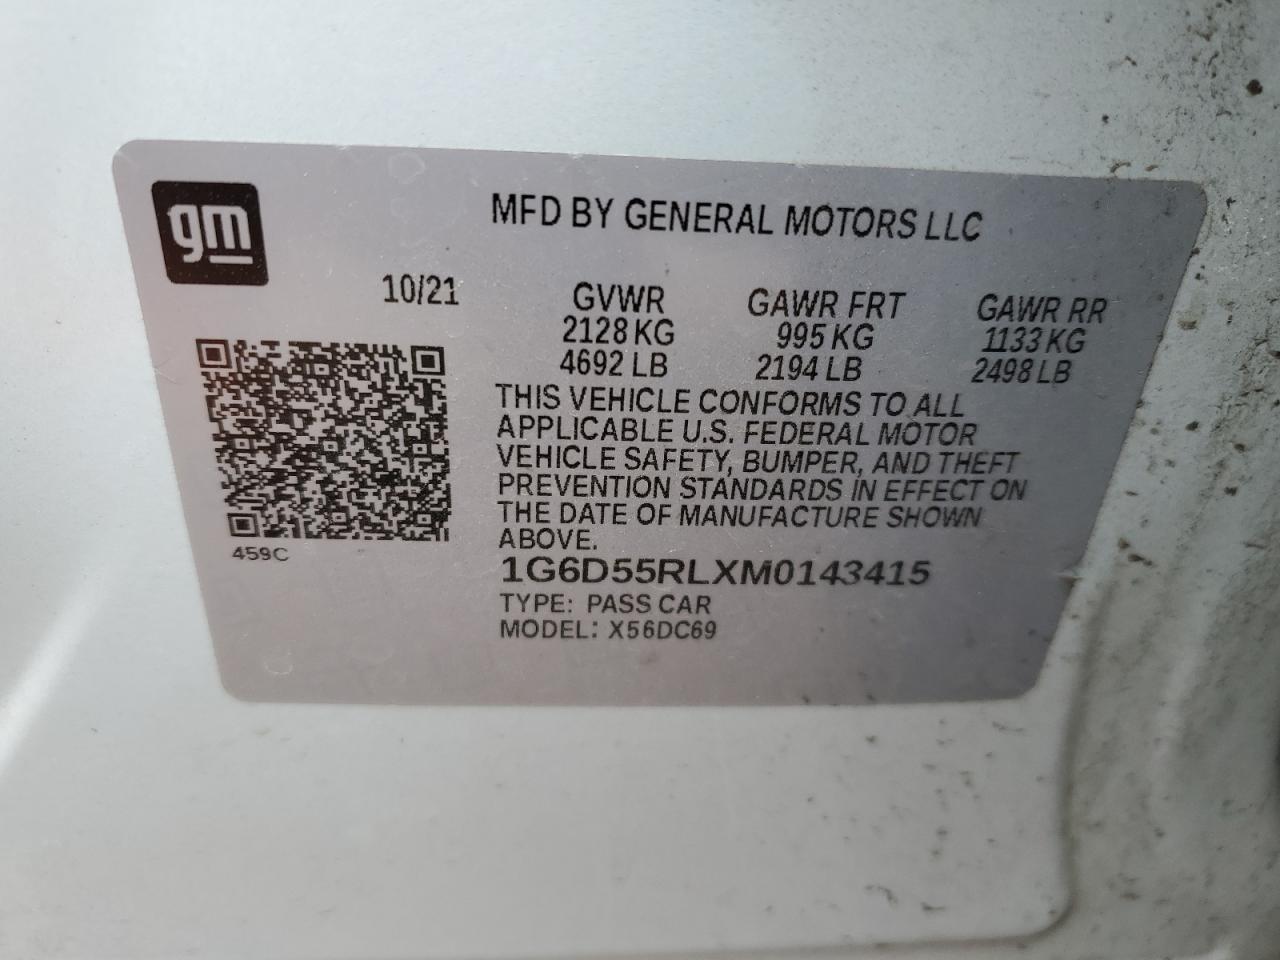 gm
MFD BY GENERAL MOTORS LLC
10/21
GVWR GAWR FRT GAWR RR
2128 KG 995 KG 1133 KG
4692 LB 2194 LB 2498 LB
THIS VEHICLE CONFORMS TO ALL
APPLICABLE U.S. FEDERAL MOTOR
VEHICLE SAFETY, BUMPER, AND THEFT
PREVENTION STANDARDS IN EFFECT ON
THE DATE OF MANUFACTURE SHOWN
ABOVE.
459C
1G6D55RLXM0143415
TYPE: PASS CAR
MODEL: X56DC69